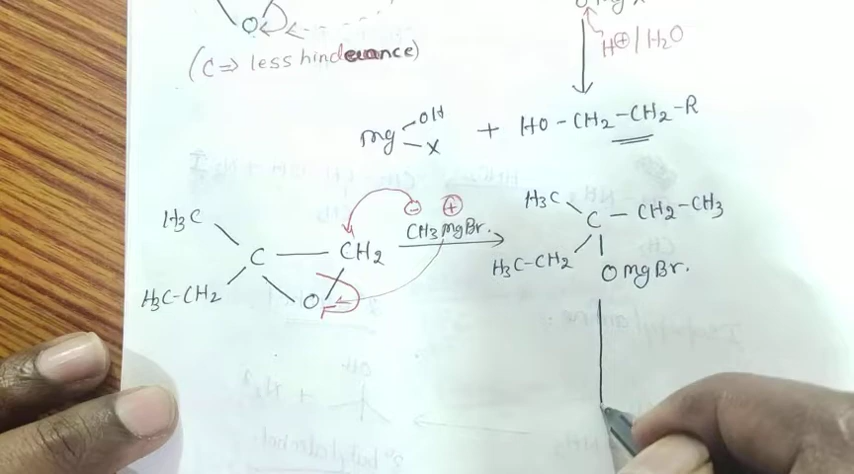 O mg x
H⊕/H2O
(C ⇒ less hinderance)
mg OH X + HO-CH2-CH2-R
H3C
C — CH2
H3C-CH2
O
⊖ ⊕
CH3mgBr.
H3C
C — CH2-CH3
H3C-CH2
OmgBr.